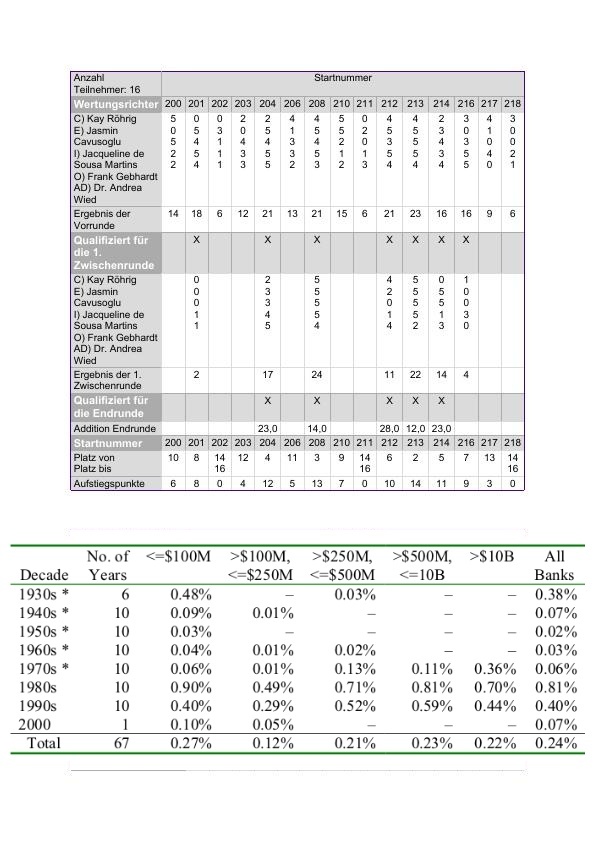 Anzahl Startnummer
Teilnehmer: 16
Wertungsrichter 200 201 202 203 204 206 208 210 211 212 213 214 216 217 218
C) Kay Röhrig 5 0 0 2 2 4 4 5 0 4 4 2 3 4 3
E) Jasmin 0 5 3 0 5 1 5 5 2 5 5 3 0 1 0
Cavusoglu 5 4 1 4 4 3 4 2 0 3 5 4 3 0 0
I) Jacqueline de 2 5 1 3 5 3 5 1 1 5 5 3 5 4 2
Sousa Martins 2 4 1 3 5 2 3 2 3 4 4 4 5 0 1
O) Frank Gebhardt
AD) Dr. Andrea
Wied
Ergebnis der 14 18 6 12 21 13 21 15 6 21 23 16 16 9 6
Vorrunde
Qualifiziert für X X X X X X X
die 1.
Zwischenrunde
C) Kay Röhrig 0 2 5 4 5 0 1
E) Jasmin 0 3 5 2 5 5 0
Cavusoglu 0 3 5 0 5 5 0
I) Jacqueline de 1 4 5 1 5 1 3
Sousa Martins 1 5 4 4 2 3 0
O) Frank Gebhardt
AD) Dr. Andrea
Wied
Ergebnis der 1. 2 17 24 11 22 14 4
Zwischenrunde
Qualifiziert für X X X X X
die Endrunde
Addition Endrunde 23,0 14,0 28,0 12,0 23,0
Startnummer 200 201 202 203 204 206 208 210 211 212 213 214 216 217 218
Platz von 10 8 14 12 4 11 3 9 14 6 2 5 7 13 14
Platz bis 16 16 16
Aufstiegspunkte 6 8 0 4 12 5 13 7 0 10 14 11 9 3 0
No. of <=$100M >$100M, >$250M, >$500M, >$10B All
Decade Years <=$250M <=$500M <=10B Banks
1930s * 6 0.48% – 0.03% – – 0.38%
1940s * 10 0.09% 0.01% – – – 0.07%
1950s * 10 0.03% – – – – 0.02%
1960s * 10 0.04% 0.01% 0.02% – – 0.03%
1970s * 10 0.06% 0.01% 0.13% 0.11% 0.36% 0.06%
1980s 10 0.90% 0.49% 0.71% 0.81% 0.70% 0.81%
1990s 10 0.40% 0.29% 0.52% 0.59% 0.44% 0.40%
2000 1 0.10% 0.05% – – – 0.07%
Total 67 0.27% 0.12% 0.21% 0.23% 0.22% 0.24%